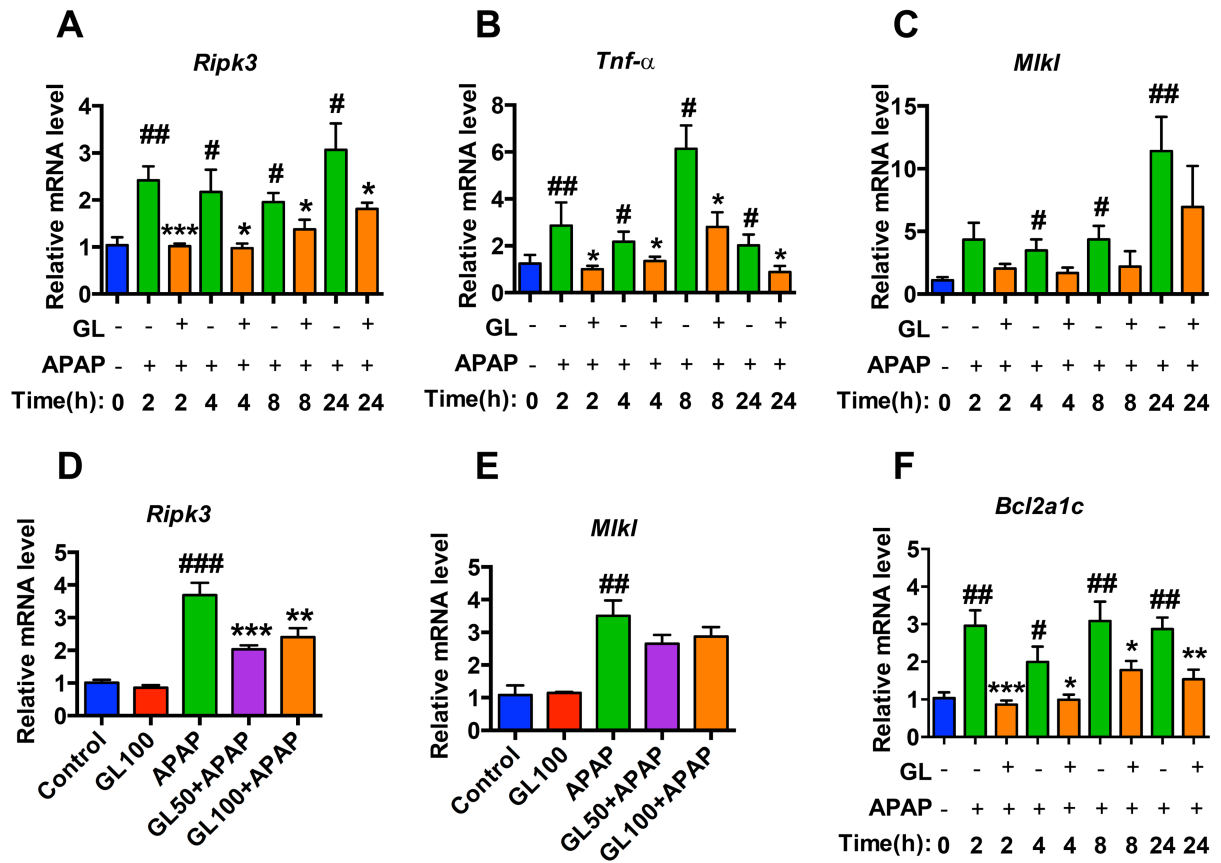 A
Ripk3
Relative mRNA level
4
3
2
1
0
## # # #
*** * * *
GL - - + - + - + - +
APAP - + + + + + + + +
Time(h): 0 2 2 4 4 8 8 24 24
B
Tnf-α
Relative mRNA level
8
6
4
2
0
## # # #
* * * *
GL - - + - + - + - +
APAP - + + + + + + + +
Time(h): 0 2 2 4 4 8 8 24 24
C
Mlkl
Relative mRNA level
15
10
5
0
# # ##
GL - - + - + - + - +
APAP - + + + + + + + +
Time(h): 0 2 2 4 4 8 8 24 24
D
Ripk3
Relative mRNA level
5
4
3
2
1
0
### *** **
Control
GL100
APAP
GL50+APAP
GL100+APAP
E
Mlkl
Relative mRNA level
5
4
3
2
1
0
##
Control
GL100
APAP
GL50+APAP
GL100+APAP
F
Bcl2a1c
Relative mRNA level
5
4
3
2
1
0
## # ## ##
*** * * **
GL - - + - + - + - +
APAP - + + + + + + + +
Time(h): 0 2 2 4 4 8 8 24 24